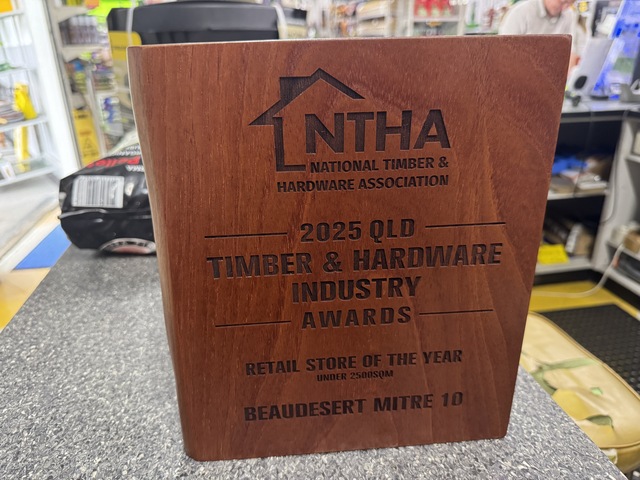 NTHA
NATIONAL TIMBER &
HARDWARE ASSOCIATION
2025 QLD
TIMBER & HARDWARE
INDUSTRY
AWARDS
RETAIL STORE OF THE YEAR
UNDER 2500SQM
BEAUDESERT MITRE 10